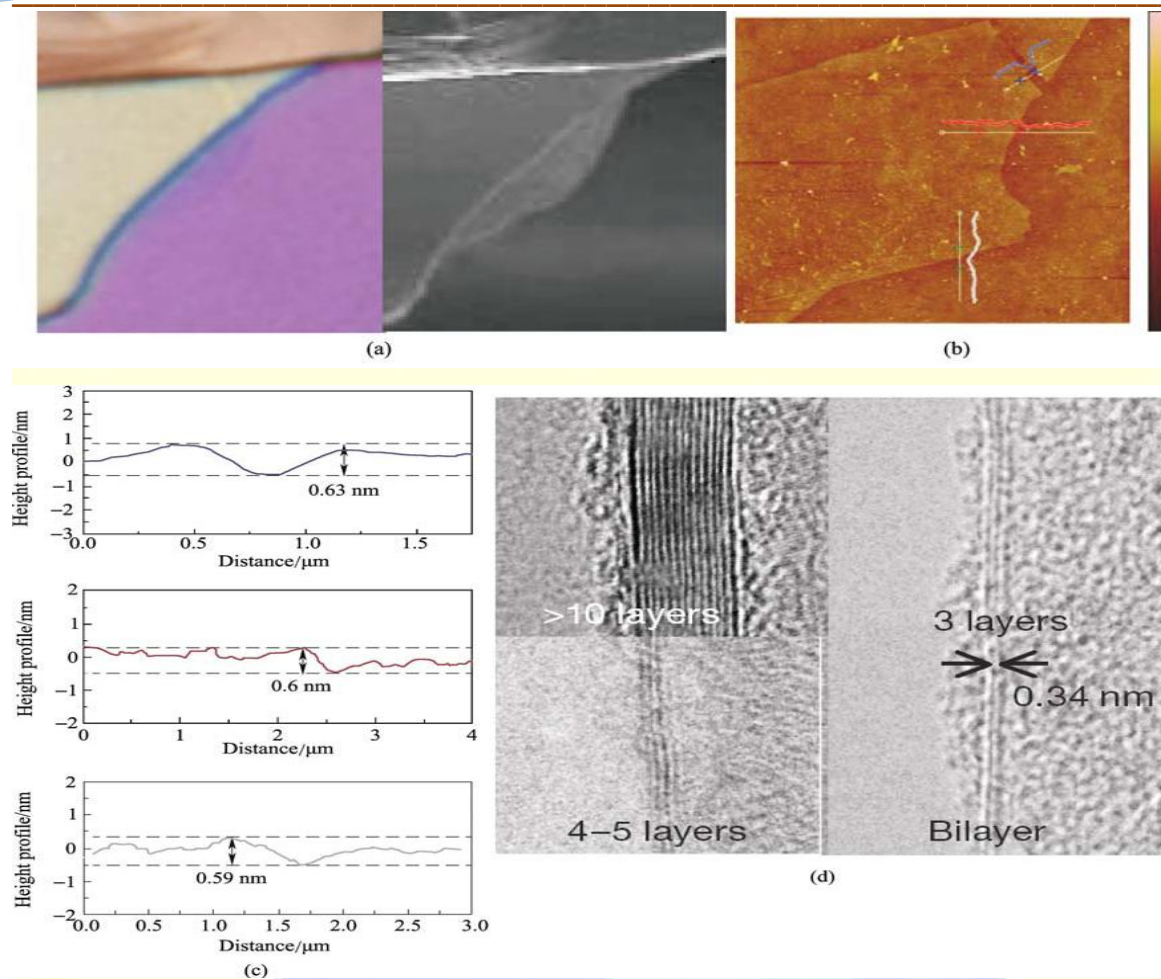 (a)
(b)
Height profile/nm
3
2
1
0
−1
−2
−3
0.63 nm
0.0
0.5
1.0
1.5
Distance/μm
Height profile/nm
2
1
0
−1
−2
0.6 nm
0
1
2
3
4
Distance/μm
Height profile/nm
2
1
0
−1
−2
0.59 nm
0.0
0.5
1.0
1.5
2.0
2.5
3.0
Distance/μm
(c)
>10 layers
4–5 layers
3 layers
0.34 nm
Bilayer
(d)